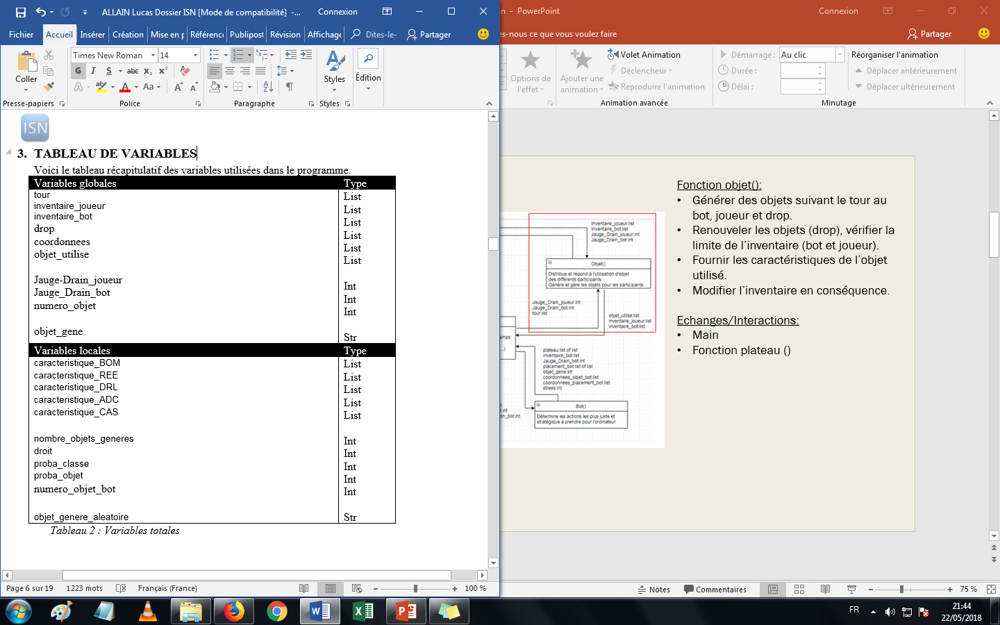 ALLAIN Lucas Dossier ISN [Mode de compatibilité] -...
Connexion
Fichier
Accueil
Insérer
Création
Mise en p
Référenc
Publipost
Révision
Affichage
Dites-le-
Partager
Times New Roman
14
Coller
G I S abc x₂ x²
Aa
A A
Styles
Édition
Presse-papiers
Police
Paragraphe
Styles
ISN
3. TABLEAU DE VARIABLES
Voici le tableau récapitulatif des variables utilisées dans le programme.
Variables globales Type
tour List
inventaire_joueur List
inventaire_bot List
drop List
coordonnees List
objet_utilise List
Jauge-Drain_joueur Int
Jauge_Drain_bot Int
numero_objet Int
objet_gene Str
Variables locales Type
caracteristique_BOM List
caracteristique_REE List
caracteristique_DRL List
caracteristique_ADC List
caracteristique_CAS List
nombre_objets_generes Int
droit Int
proba_classe Int
proba_objet Int
numero_objet_bot Int
objet_genere_aleatoire Str
Tableau 2 : Variables totales
Page 6 sur 19
1223 mots
Français (France)
100 %
on - PowerPoint
Connexion
es-nous ce que vous voulez faire
Partager
Options de
l'effet
Ajouter une
animation
Volet Animation
Déclencheur
Reproduire l'animation
Animation avancée
Démarrage : Au clic
Durée :
Délai :
Réorganiser l'animation
Déplacer antérieurement
Déplacer ultérieurement
Minutage
Inventaire_joueur:list
Inventaire_bot:list
Jauge_Drain_joueur:int
Jauge_Drain_bot:int
Objet()
Distribue et répond à l'utilisation d'objet
des différents participants
Génère et gère les objets pour les participants
Jauge_Drain_joueur:int
Jauge_Drain_bot:int
tour:list
objet_utlise:list
inventaire_joueur:list
inventaire_bot:list
emps
...)
plateau:list of list
inventaire_bot:list
Jauge_Drain_bot:int
placement_bot:list of list
objet_gene:str
coordonnees_objet_bot:list
coordonnees_placement_bot:list
stress:int
t:int
on_bot:int
Bot()
Détermine les actions les plus juste et
stratégique à prendre pour l'ordinateur
Fonction objet():
• Générer des objets suivant le tour au
bot, joueur et drop.
• Renouveler les objets (drop), vérifier la
limite de l'inventaire (bot et joueur).
• Fournir les caractéristiques de l'objet
utilisé.
• Modifier l'inventaire en conséquence.
Echanges/Interactions:
• Main
• Fonction plateau ()
Notes
Commentaires
75 %
FR
21:44
22/05/2018